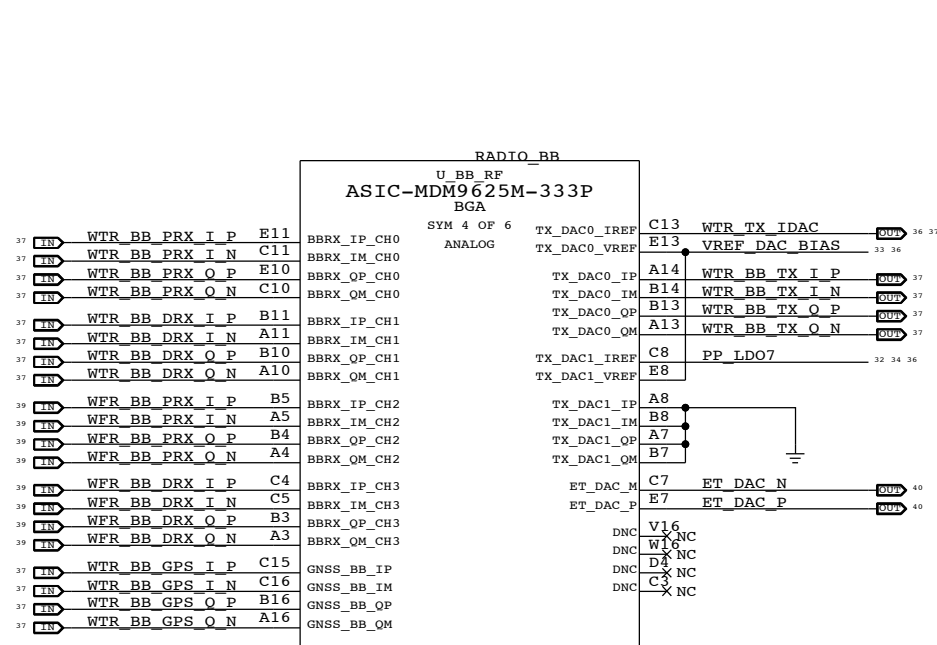 RADIO_BB
U_BB_RF
ASIC-MDM9625M-333P
BGA
SYM 4 OF 6
ANALOG
37 IN WTR_BB_PRX_I_P E11 BBRX_IP_CH0
37 IN WTR_BB_PRX_I_N C11 BBRX_IM_CH0
37 IN WTR_BB_PRX_Q_P E10 BBRX_QP_CH0
37 IN WTR_BB_PRX_Q_N C10 BBRX_QM_CH0
37 IN WTR_BB_DRX_I_P B11 BBRX_IP_CH1
37 IN WTR_BB_DRX_I_N A11 BBRX_IM_CH1
37 IN WTR_BB_DRX_Q_P B10 BBRX_QP_CH1
37 IN WTR_BB_DRX_Q_N A10 BBRX_QM_CH1
39 IN WFR_BB_PRX_I_P B5 BBRX_IP_CH2
39 IN WFR_BB_PRX_I_N A5 BBRX_IM_CH2
39 IN WFR_BB_PRX_Q_P B4 BBRX_QP_CH2
39 IN WFR_BB_PRX_Q_N A4 BBRX_QM_CH2
39 IN WFR_BB_DRX_I_P C4 BBRX_IP_CH3
39 IN WFR_BB_DRX_I_N C5 BBRX_IM_CH3
39 IN WFR_BB_DRX_Q_P B3 BBRX_QP_CH3
39 IN WFR_BB_DRX_Q_N A3 BBRX_QM_CH3
37 IN WTR_BB_GPS_I_P C15 GNSS_BB_IP
37 IN WTR_BB_GPS_I_N C16 GNSS_BB_IM
37 IN WTR_BB_GPS_Q_P B16 GNSS_BB_QP
37 IN WTR_BB_GPS_Q_N A16 GNSS_BB_QM
TX_DAC0_IREF C13 WTR_TX_IDAC OUT 36 37
TX_DAC0_VREF E13 VREF_DAC_BIAS 33 36
TX_DAC0_IP A14 WTR_BB_TX_I_P OUT 37
TX_DAC0_IM B14 WTR_BB_TX_I_N OUT 37
TX_DAC0_QP B13 WTR_BB_TX_Q_P OUT 37
TX_DAC0_QM A13 WTR_BB_TX_Q_N OUT 37
TX_DAC1_IREF C8 PP_LDO7 32 34 36
TX_DAC1_VREF E8
TX_DAC1_IP A8
TX_DAC1_IM B8
TX_DAC1_QP A7
TX_DAC1_QM B7
ET_DAC_M C7 ET_DAC_N OUT 40
ET_DAC_P E7 ET_DAC_P OUT 40
DNC V16 NC
DNC W16 NC
DNC D4 NC
DNC C3 NC